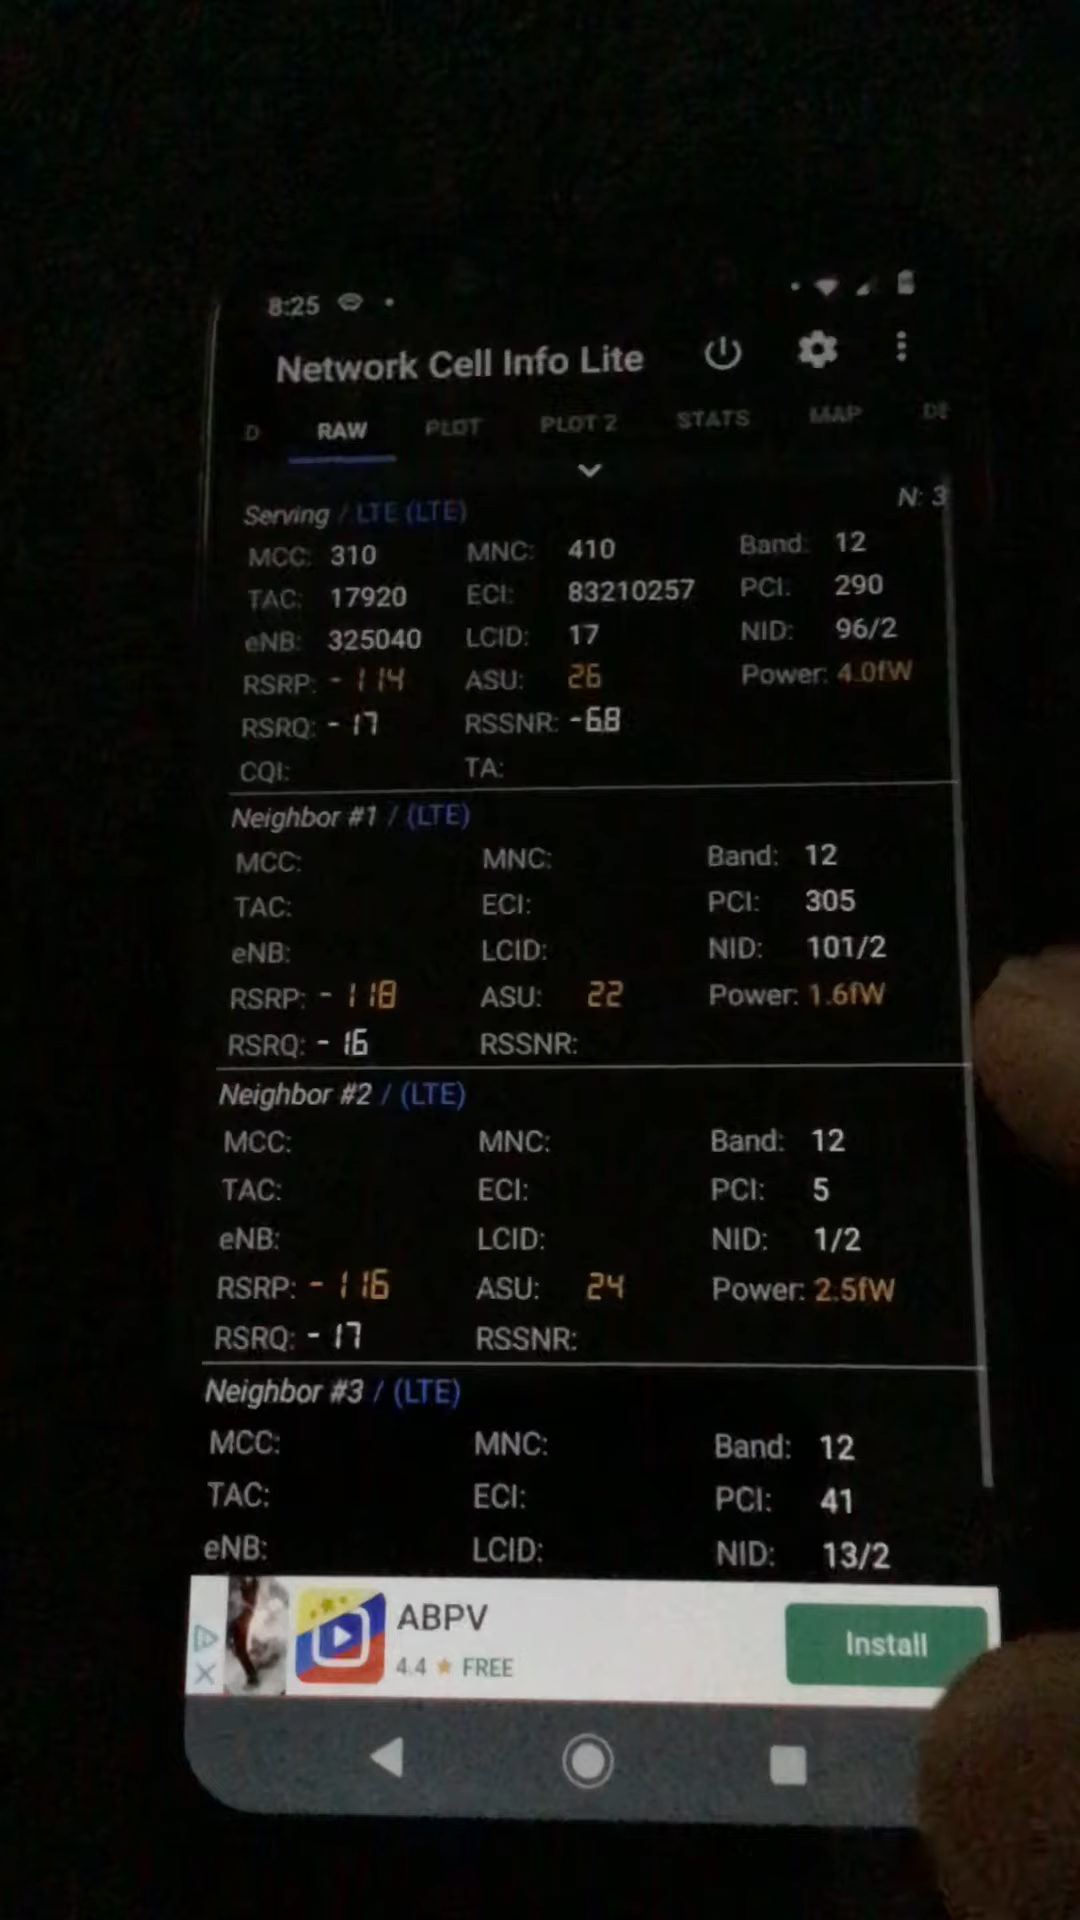 8:25
Network Cell Info Lite
D RAW PLOT PLOT 2 STATS MAP DE
N: 3
Serving / LTE (LTE)
MCC: 310 MNC: 410 Band: 12
TAC: 17920 ECI: 83210257 PCI: 290
eNB: 325040 LCID: 17 NID: 96/2
RSRP: -114 ASU: 26 Power: 4.0fW
RSRQ: -17 RSSNR: -6.8
CQI: TA:
Neighbor #1 / (LTE)
MCC: MNC: Band: 12
TAC: ECI: PCI: 305
eNB: LCID: NID: 101/2
RSRP: -118 ASU: 22 Power: 1.6fW
RSRQ: -16 RSSNR:
Neighbor #2 / (LTE)
MCC: MNC: Band: 12
TAC: ECI: PCI: 5
eNB: LCID: NID: 1/2
RSRP: -116 ASU: 24 Power: 2.5fW
RSRQ: -17 RSSNR:
Neighbor #3 / (LTE)
MCC: MNC: Band: 12
TAC: ECI: PCI: 41
eNB: LCID: NID: 13/2
ABPV
4.4 ★ FREE
Install